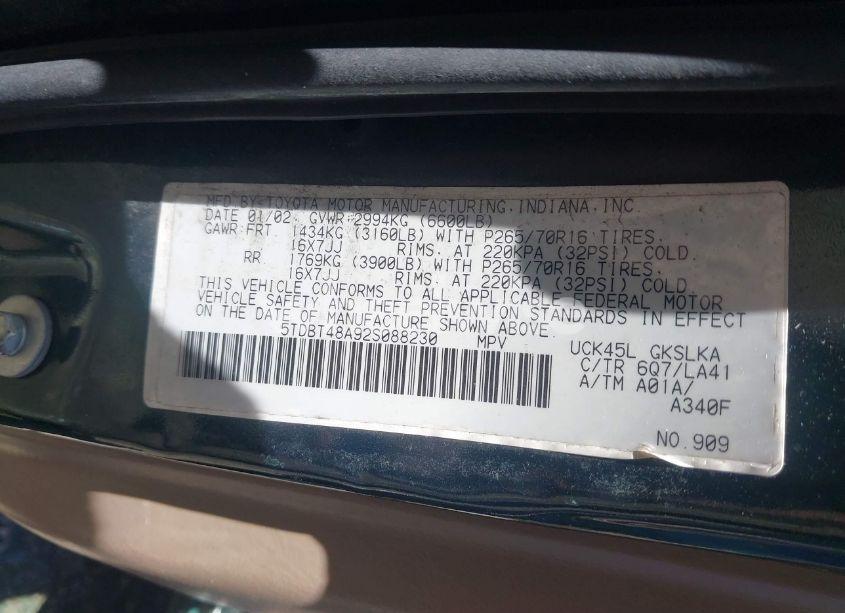 MFD.BY:TOYOTA MOTOR MANUFACTURING,INDIANA,INC.
DATE 01/02. GVWR:2994KG (6600LB)
GAWR:FRT 1434KG (3160LB) WITH P265/70R16 TIRES.
16X7JJ RIMS. AT 220KPA (32PSI) COLD.
RR 1769KG (3900LB) WITH P265/70R16 TIRES.
16X7JJ RIMS. AT 220KPA (32PSI) COLD.
THIS VEHICLE CONFORMS TO ALL APPLICABLE FEDERAL MOTOR
VEHICLE SAFETY AND THEFT PREVENTION STANDARDS IN EFFECT
ON THE DATE OF MANUFACTURE SHOWN ABOVE.
5TDBT48A92S088230 MPV
UCK45L GKSLKA
C/TR 6Q7/LA41
A/TM A01A/
A340F
NO.909